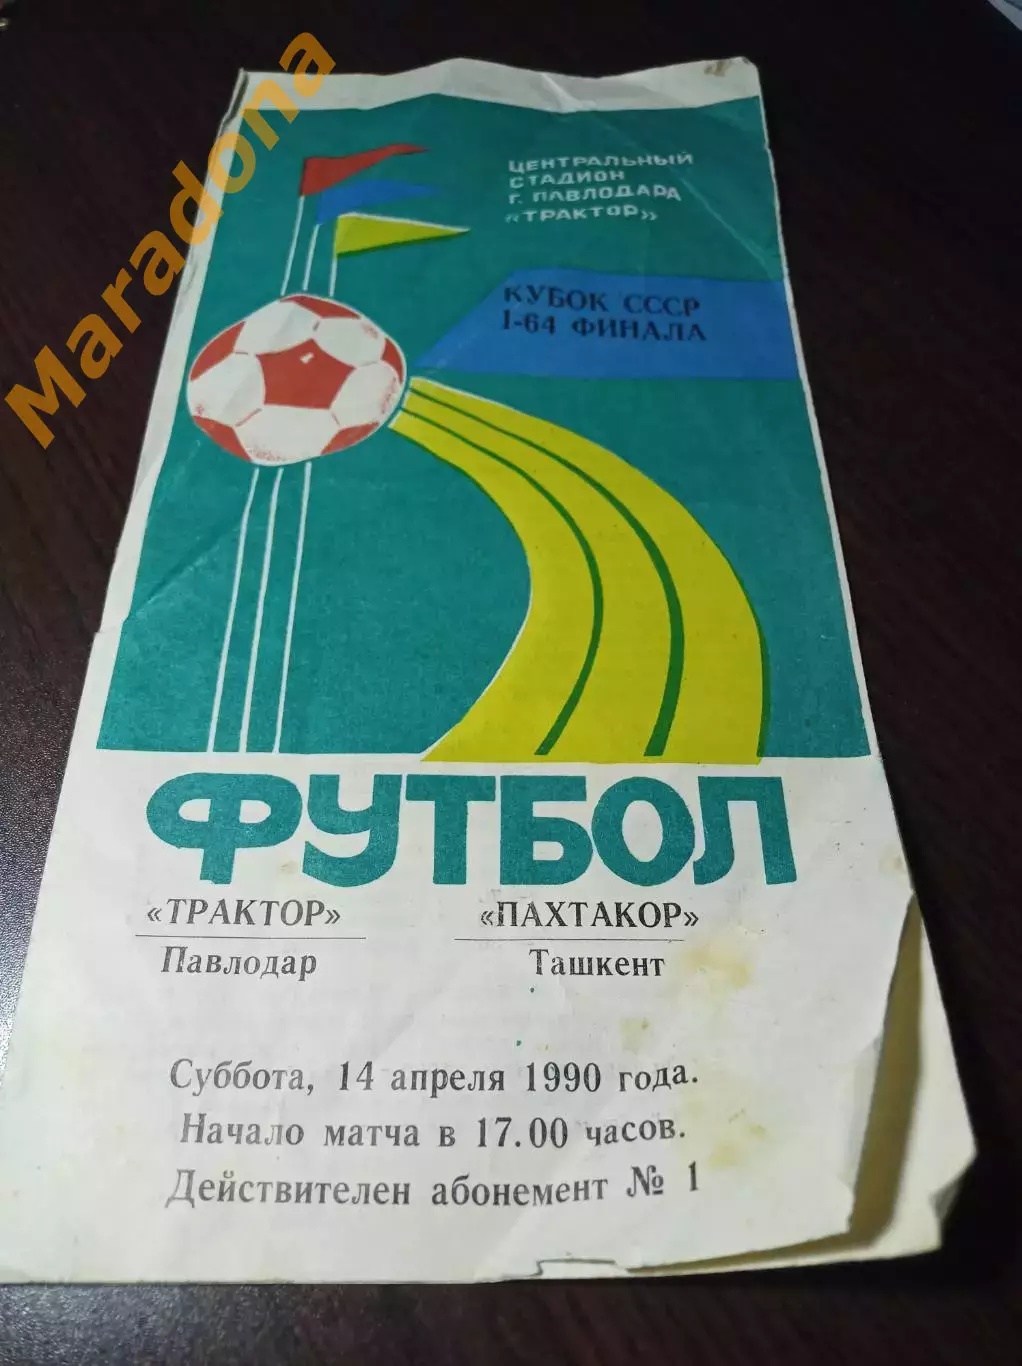 Maradona
ЦЕНТРАЛЬНЫЙ
СТАДИОН
Г. ПАВЛОДАРА
«ТРАКТОР»
КУБОК СССР
1-64 ФИНАЛА
ФУТБОЛ
«ТРАКТОР» «ПАХТАКОР»
Павлодар Ташкент
Суббота, 14 апреля 1990 года.
Начало матча в 17.00 часов.
Действителен абонемент № 1